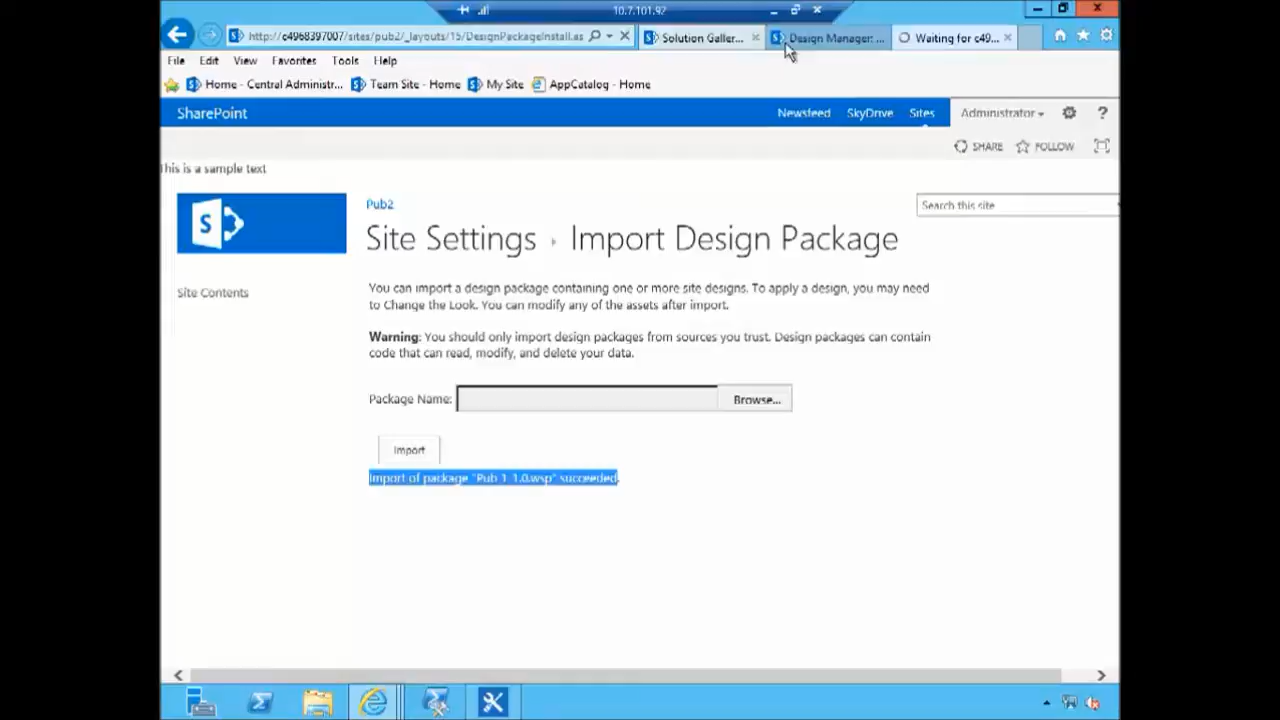 10.7.101.92
http://c4968397007/sites/pub2/_layouts/15/DesignPackageInstall.as
Solution Galler...
Design Manager: ...
Waiting for c49...
File Edit View Favorites Tools Help
Home - Central Administr... Team Site - Home My Site AppCatalog - Home
SharePoint
Newsfeed SkyDrive Sites Administrator ?
SHARE FOLLOW
This is a sample text
S
Pub2
Search this site
Site Settings Import Design Package
Site Contents
You can import a design package containing one or more site designs. To apply a design, you may need
to Change the Look. You can modify any of the assets after import.
Warning: You should only import design packages from sources you trust. Design packages can contain
code that can read, modify, and delete your data.
Package Name: Browse...
Import
Import of package "Pub 1 1.0.wsp" succeeded.